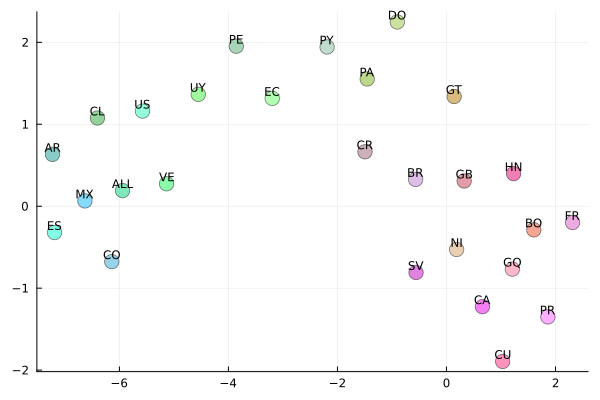 DO
2
PE
PY
PA
UY
EC
GT
US
CL
1
CR
AR
HN
BR
GB
VE
ALL
MX
0
FR
BO
ES
NI
CO
GQ
SV
−1
CA
PR
CU
−2
−6 −4 −2 0 2